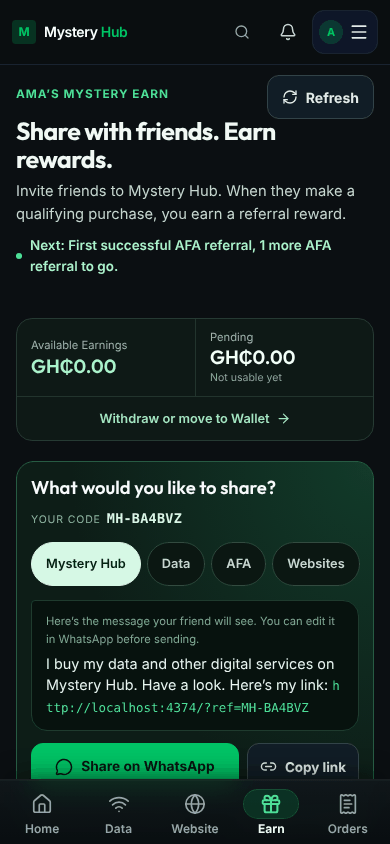 M Mystery Hub A
AMA'S MYSTERY EARN
Refresh
Share with friends. Earn
rewards.
Invite friends to Mystery Hub. When they make a
qualifying purchase, you earn a referral reward.
Next: First successful AFA referral, 1 more AFA
referral to go.
Available Earnings
GH₵0.00
Pending
GH₵0.00
Not usable yet
Withdraw or move to Wallet →
What would you like to share?
YOUR CODE MH-BA4BVZ
Mystery Hub Data AFA Websites
Here's the message your friend will see. You can edit it
in WhatsApp before sending.
I buy my data and other digital services on
Mystery Hub. Have a look. Here's my link: h
ttp://localhost:4374/?ref=MH-BA4BVZ
Share on WhatsApp Copy link
Home Data Website Earn Orders